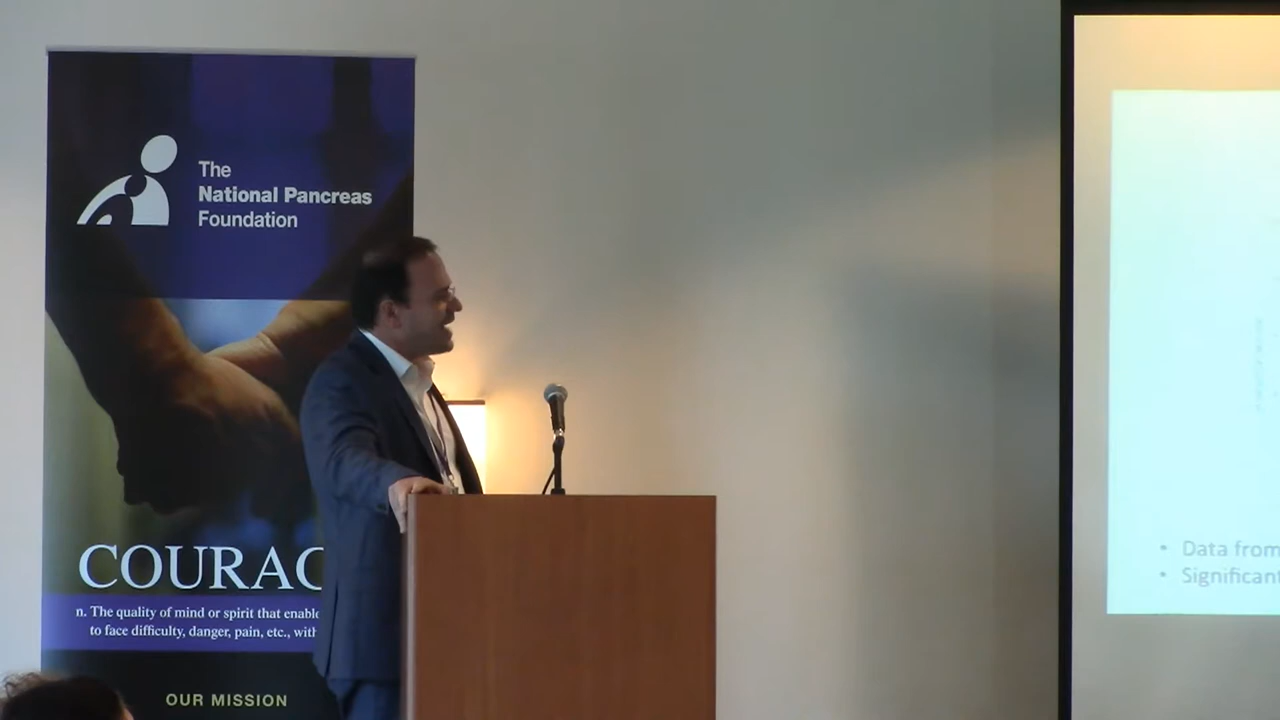 The
National Pancreas
Foundation
COURAG
n. The quality of mind or spirit that enable
to face difficulty, danger, pain, etc., with
OUR MISSION
• Data from
• Significant